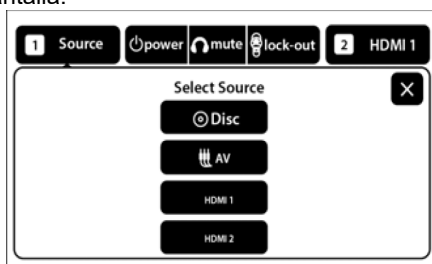 1 Source power mute lock-out 2 HDMI 1
Select Source
X
Disc
AV
HDMI 1
HDMI 2